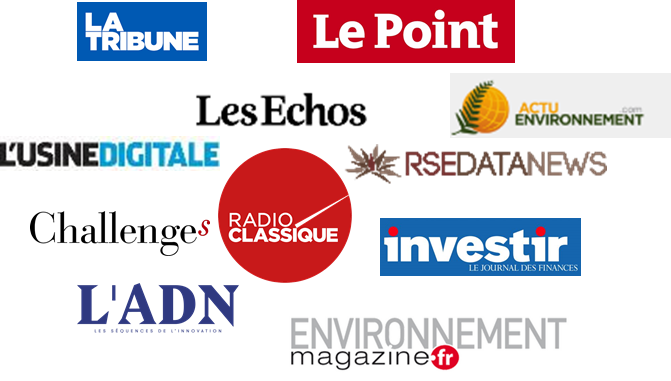 LA
TRIBUNE
Le Point
Les Echos
ACTU
.com
ENVIRONNEMENT
L'USINEDIGITALE
RSEDATANEWS
Challenges
RADIO
CLASSIQUE
investir
LE JOURNAL DES FINANCES
L'ADN
LES SÉQUENCES DE L'INNOVATION
ENVIRONNEMENT
magazine.fr